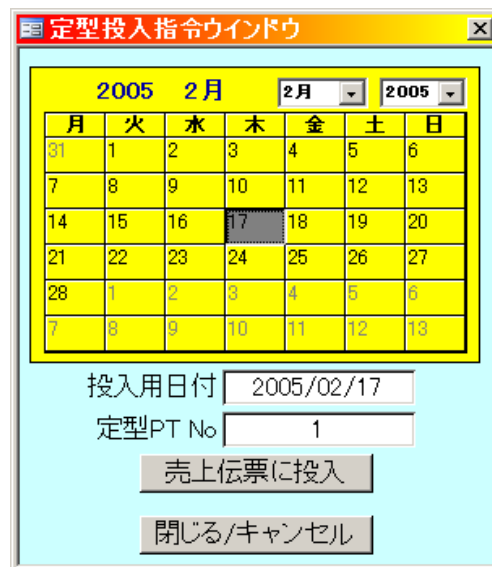 定型投入指令ウインドウ
2005 2月 2月 2005
月 火 水 木 金 土 日
31 1 2 3 4 5 6
7 8 9 10 11 12 13
14 15 16 17 18 19 20
21 22 23 24 25 26 27
28 1 2 3 4 5 6
7 8 9 10 11 12 13
投入用日付 2005/02/17
定型PT No 1
売上伝票に投入
閉じる/キャンセル